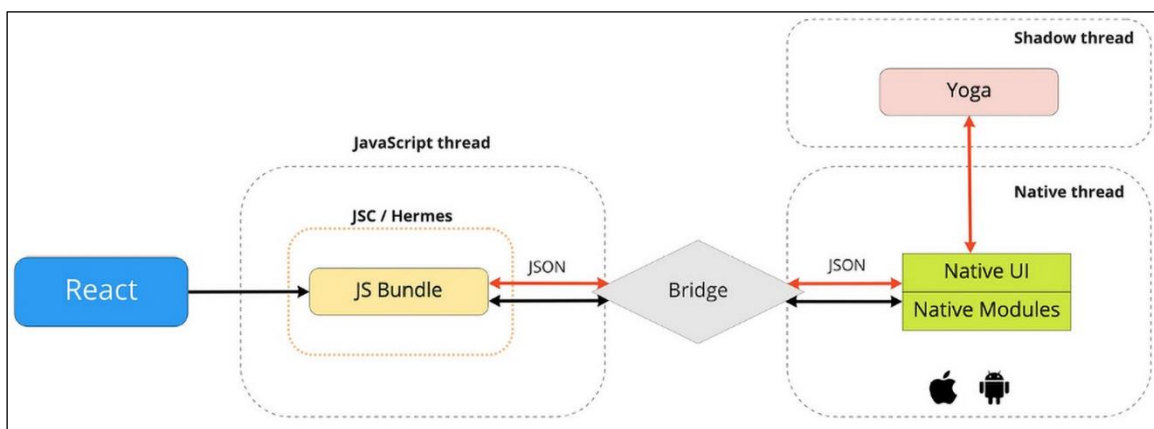 Shadow thread
Yoga
JavaScript thread
Native thread
JSC / Hermes
React
JS Bundle
JSON
Bridge
JSON
Native UI
Native Modules